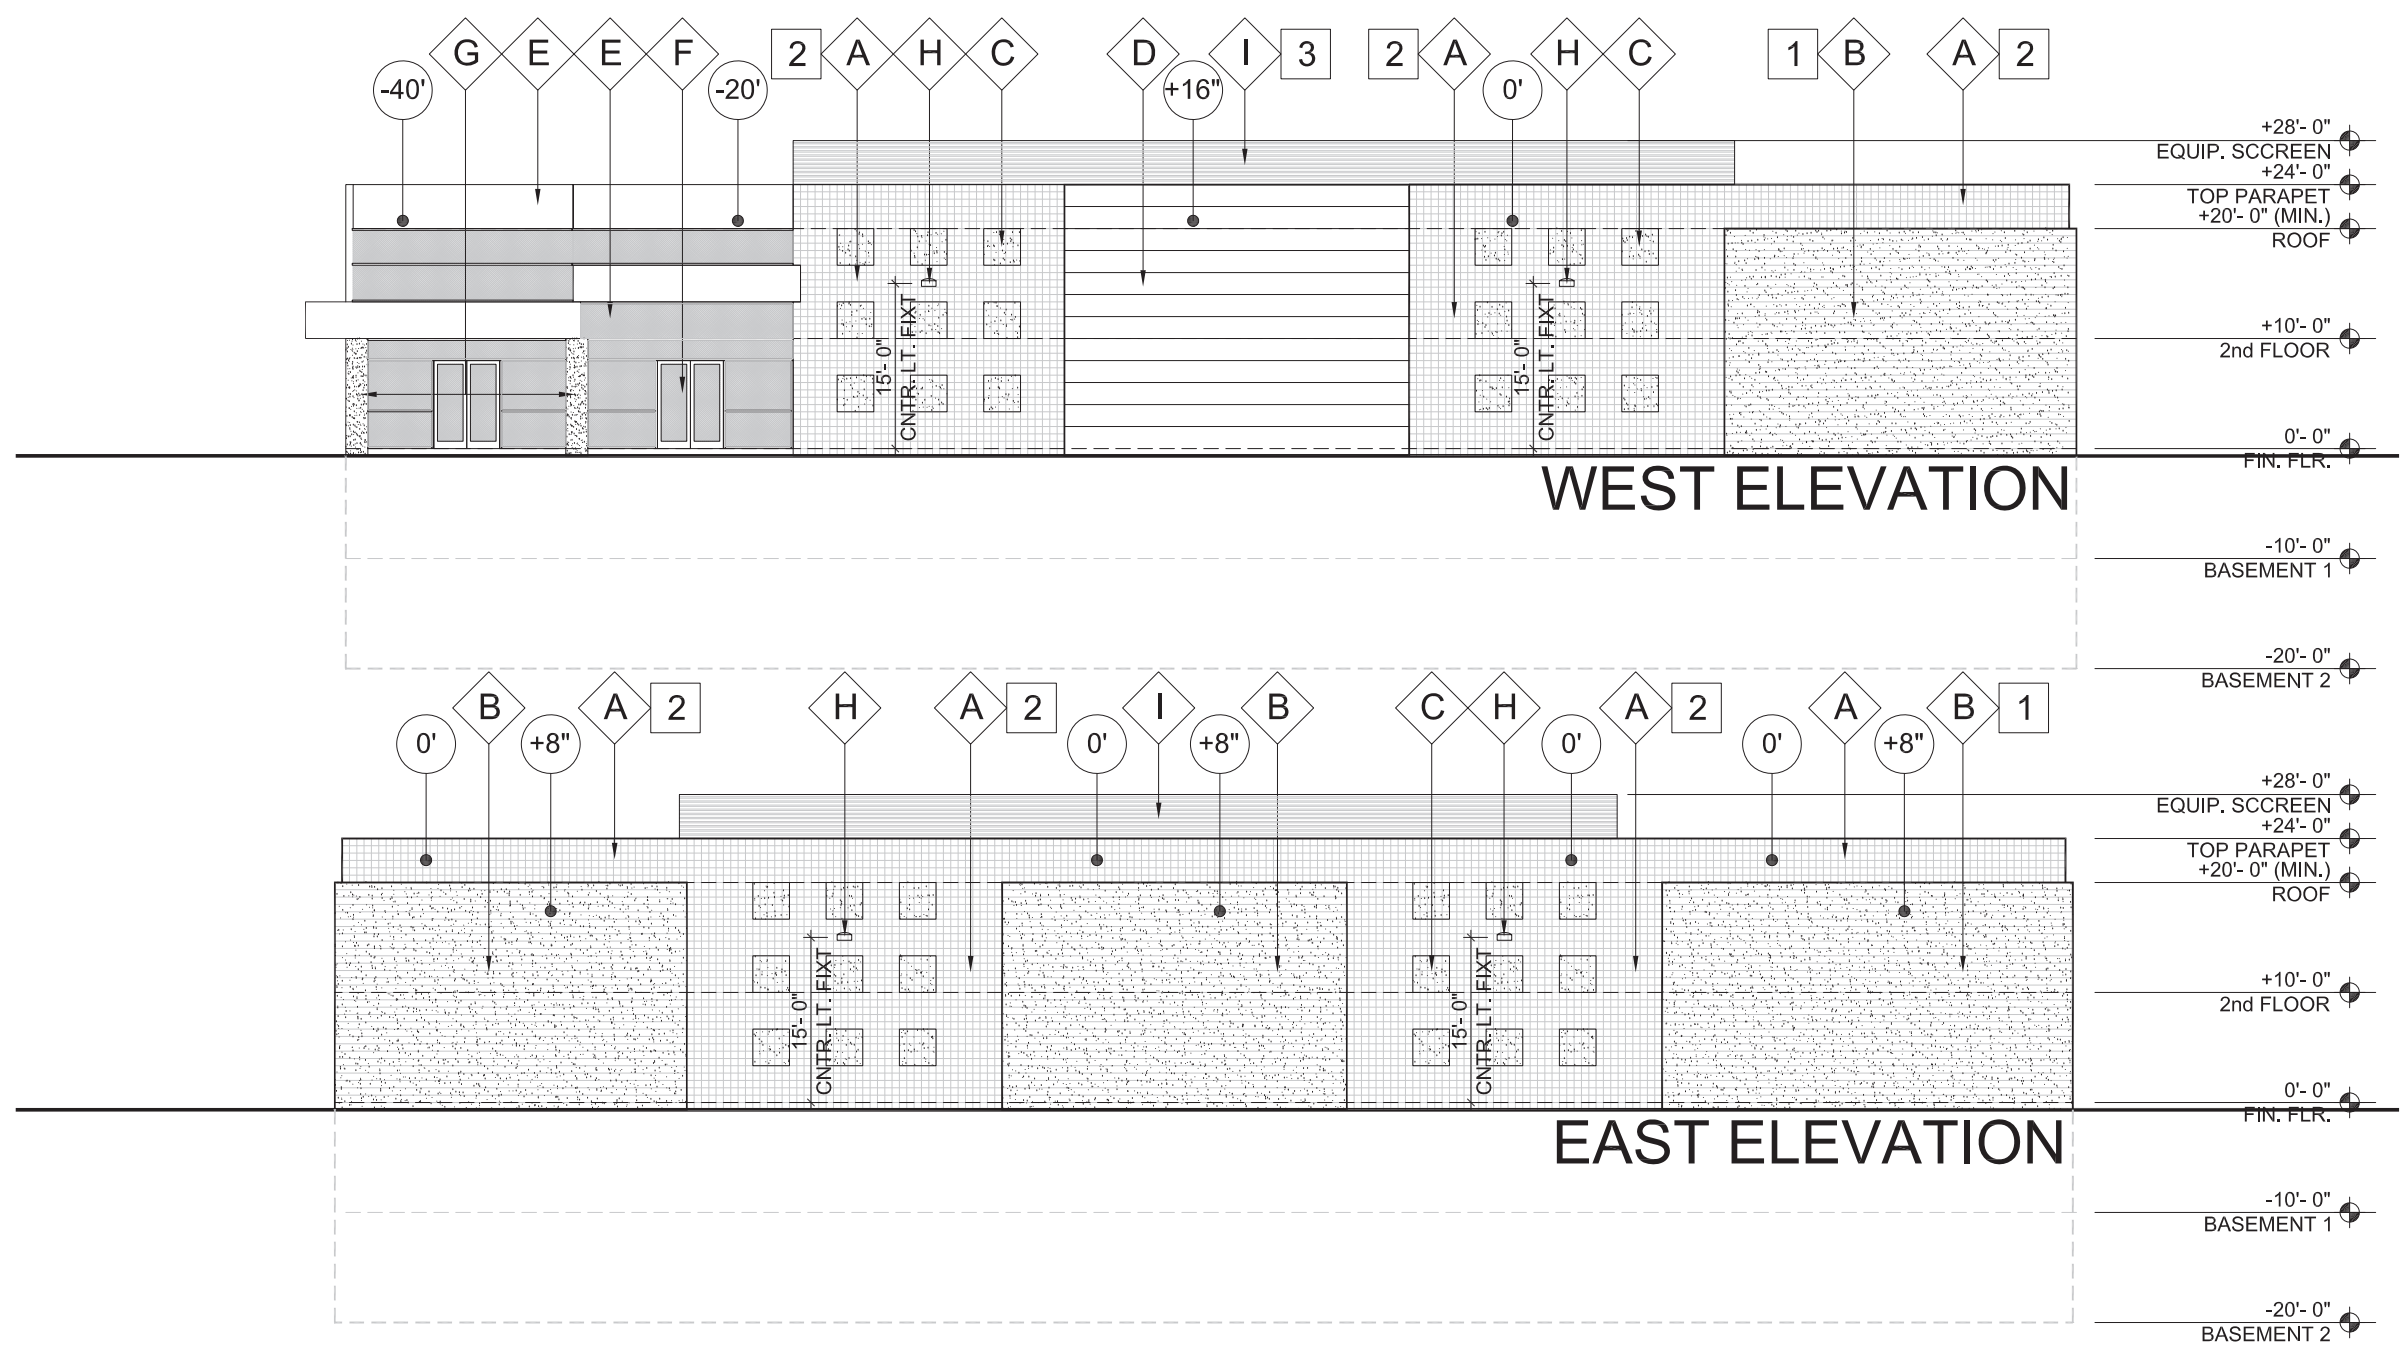 G E E F 2 A H C D I 3 2 A H C 1 B A 2
-40' -20' +16" 0'
+28'- 0"
EQUIP. SCCREEN
+24'- 0"
TOP PARAPET
+20'- 0" (MIN.)
ROOF
15'- 0"
CNTR. LT. FIXT
15'- 0"
CNTR. LT. FIXT
+10'- 0"
2nd FLOOR
0'- 0"
FIN. FLR.
WEST ELEVATION
-10'- 0"
BASEMENT 1
-20'- 0"
BASEMENT 2
B A 2 H A 2 I B C H A 2 A B 1
0' +8" 0' +8" 0' 0' +8"
+28'- 0"
EQUIP. SCCREEN
+24'- 0"
TOP PARAPET
+20'- 0" (MIN.)
ROOF
15'- 0"
CNTR. LT. FIXT
15'- 0"
CNTR. LT. FIXT
+10'- 0"
2nd FLOOR
0'- 0"
FIN. FLR.
EAST ELEVATION
-10'- 0"
BASEMENT 1
-20'- 0"
BASEMENT 2